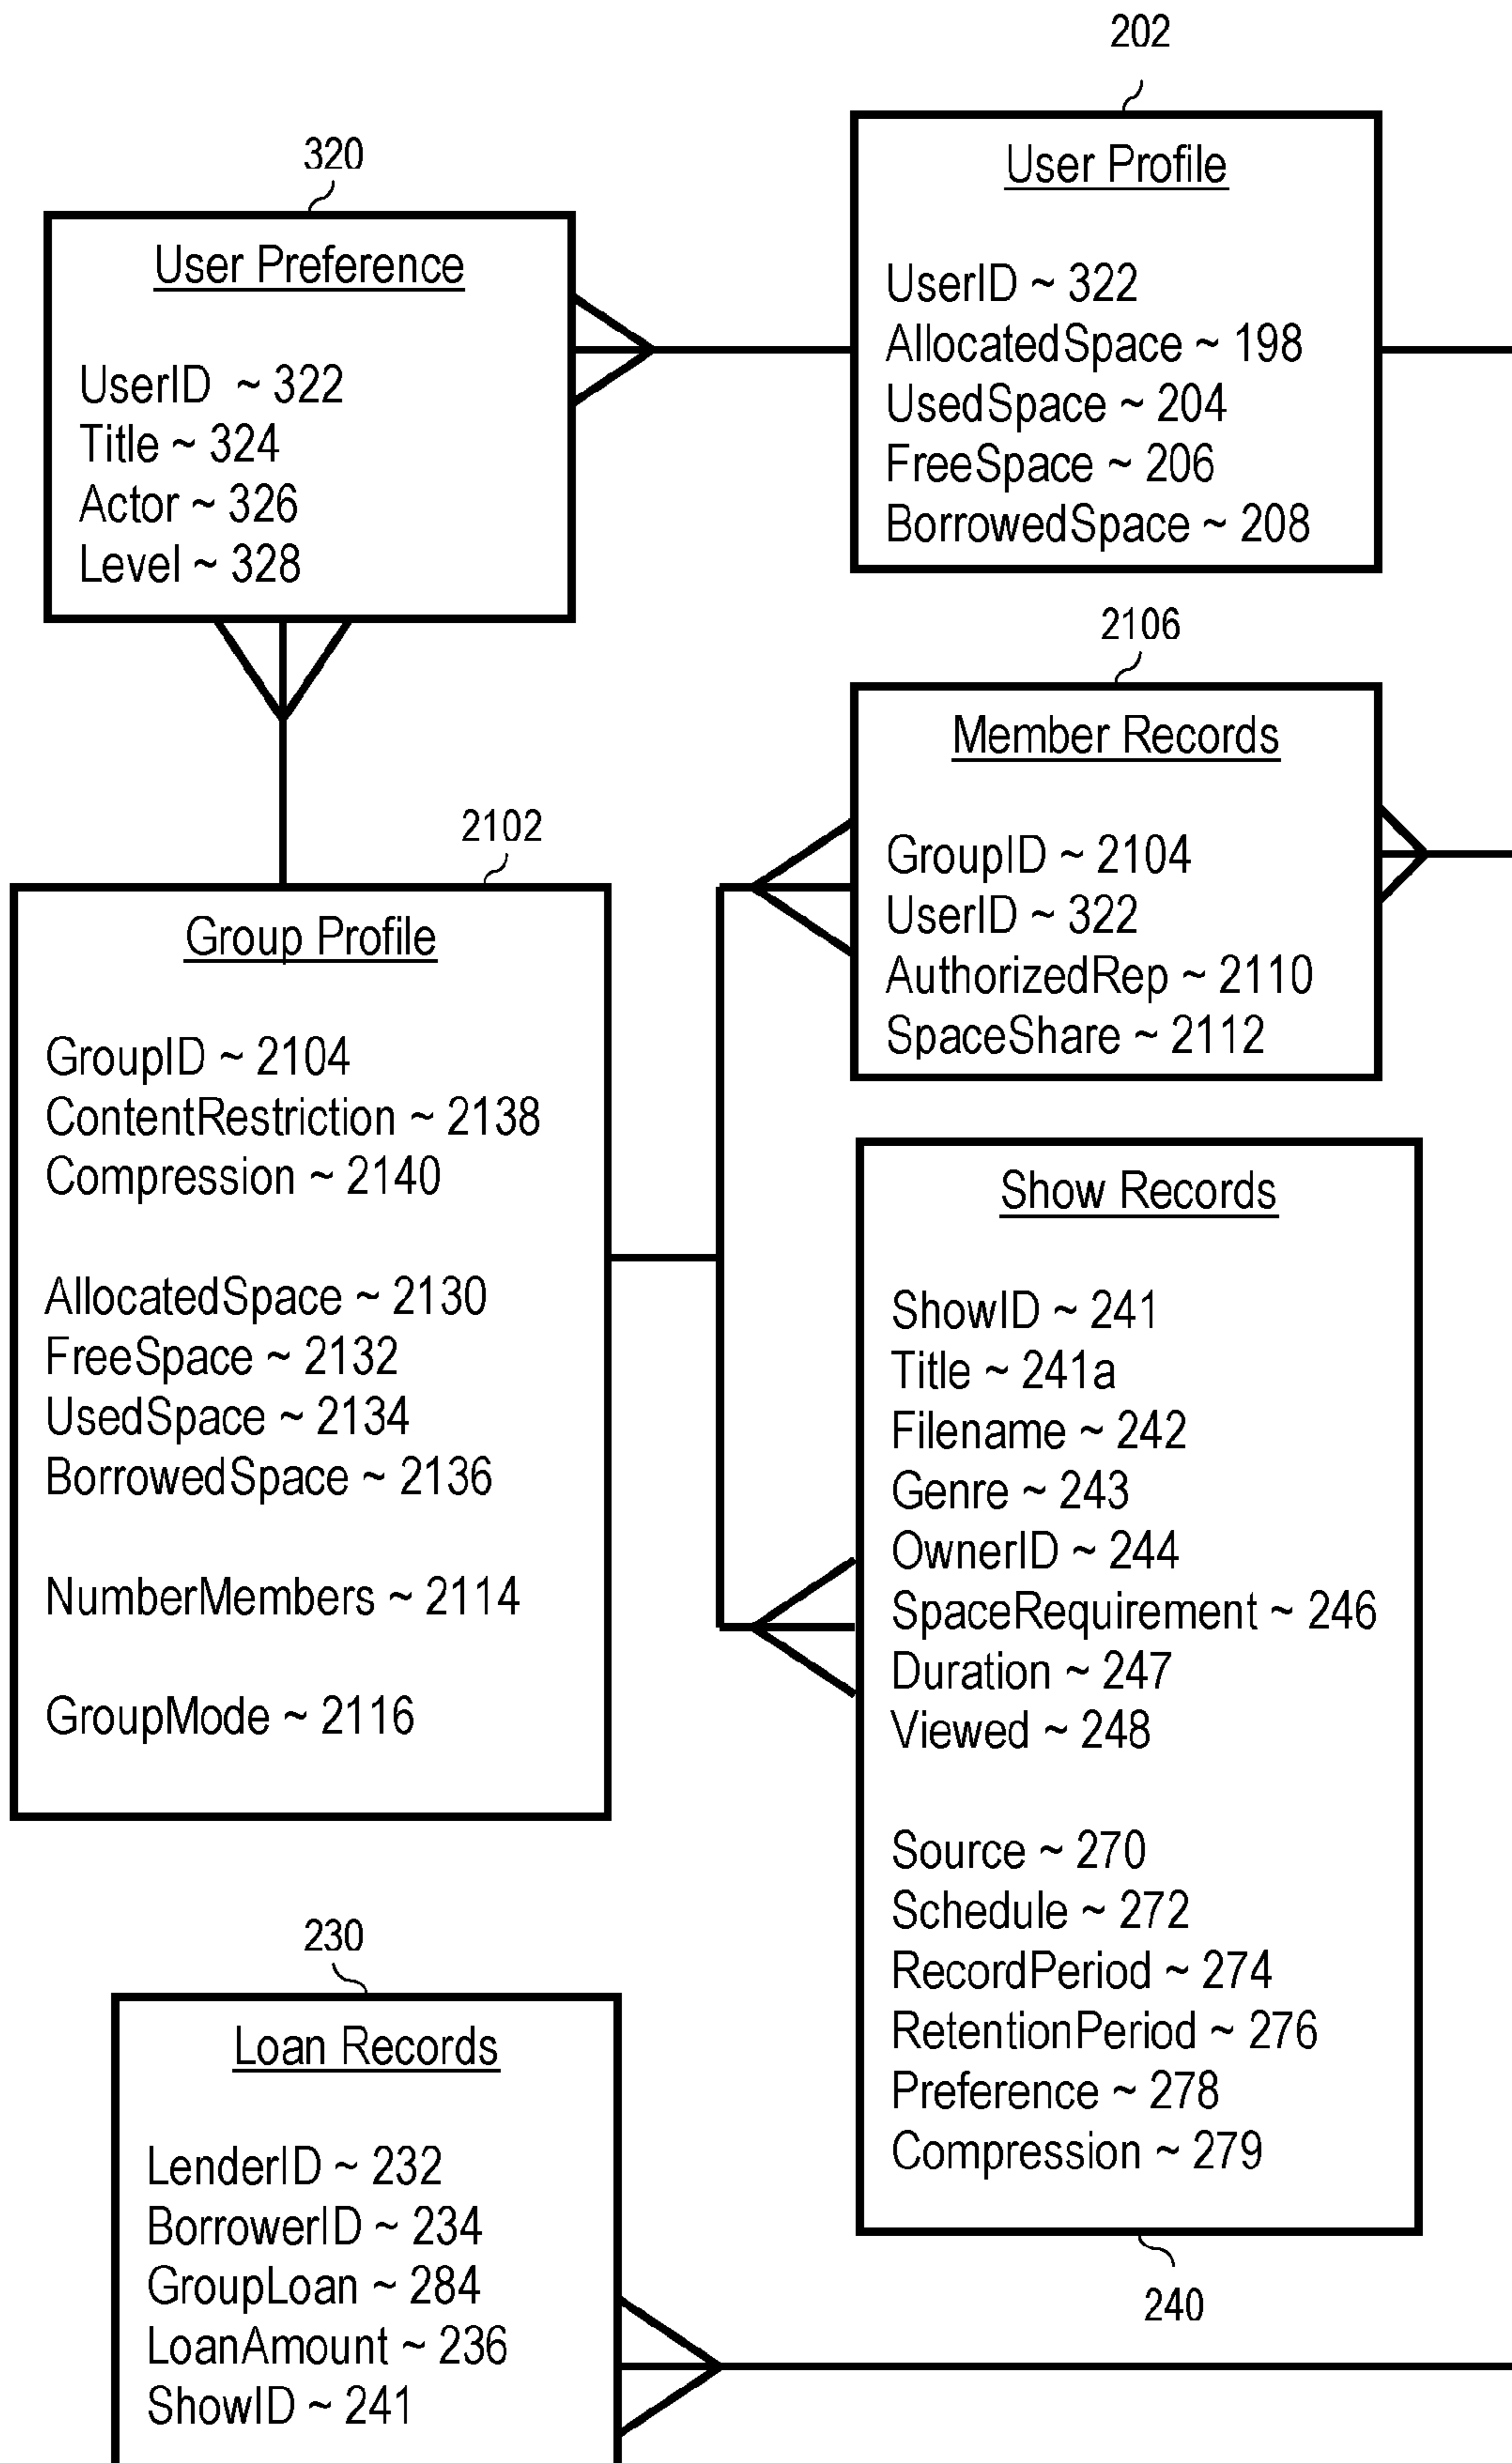 202
User Profile
UserID ~ 322
AllocatedSpace ~ 198
UsedSpace ~ 204
FreeSpace ~ 206
BorrowedSpace ~ 208
320
User Preference
UserID ~ 322
Title ~ 324
Actor ~ 326
Level ~ 328
2106
Member Records
GroupID ~ 2104
UserID ~ 322
AuthorizedRep ~ 2110
SpaceShare ~ 2112
2102
Group Profile
GroupID ~ 2104
ContentRestriction ~ 2138
Compression ~ 2140
AllocatedSpace ~ 2130
FreeSpace ~ 2132
UsedSpace ~ 2134
BorrowedSpace ~ 2136
NumberMembers ~ 2114
GroupMode ~ 2116
Show Records
ShowID ~ 241
Title ~ 241a
Filename ~ 242
Genre ~ 243
OwnerID ~ 244
SpaceRequirement ~ 246
Duration ~ 247
Viewed ~ 248
Source ~ 270
Schedule ~ 272
RecordPeriod ~ 274
RetentionPeriod ~ 276
Preference ~ 278
Compression ~ 279
240
230
Loan Records
LenderID ~ 232
BorrowerID ~ 234
GroupLoan ~ 284
LoanAmount ~ 236
ShowID ~ 241